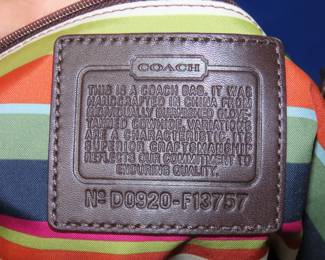 COACH
THIS IS A COACH BAG. IT WAS
HANDCRAFTED IN CHINA FROM
INDIVIDUALLY BURNISHED GLOVE-
TANNED COWHIDE. VARIATIONS
ARE A CHARACTERISTIC OF ITS
SUPERIOR CRAFTSMANSHIP
REFLECTS OUR COMMITMENT TO
ENDURING QUALITY.
Nº D0920-F13757